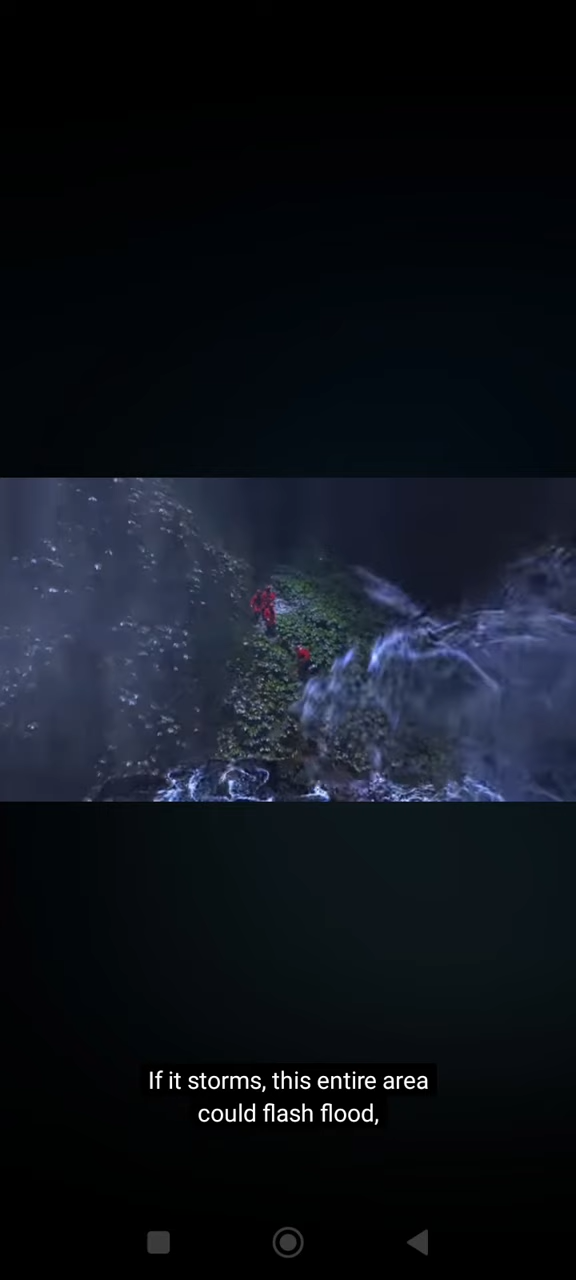 If it storms, this entire area
could flash flood,